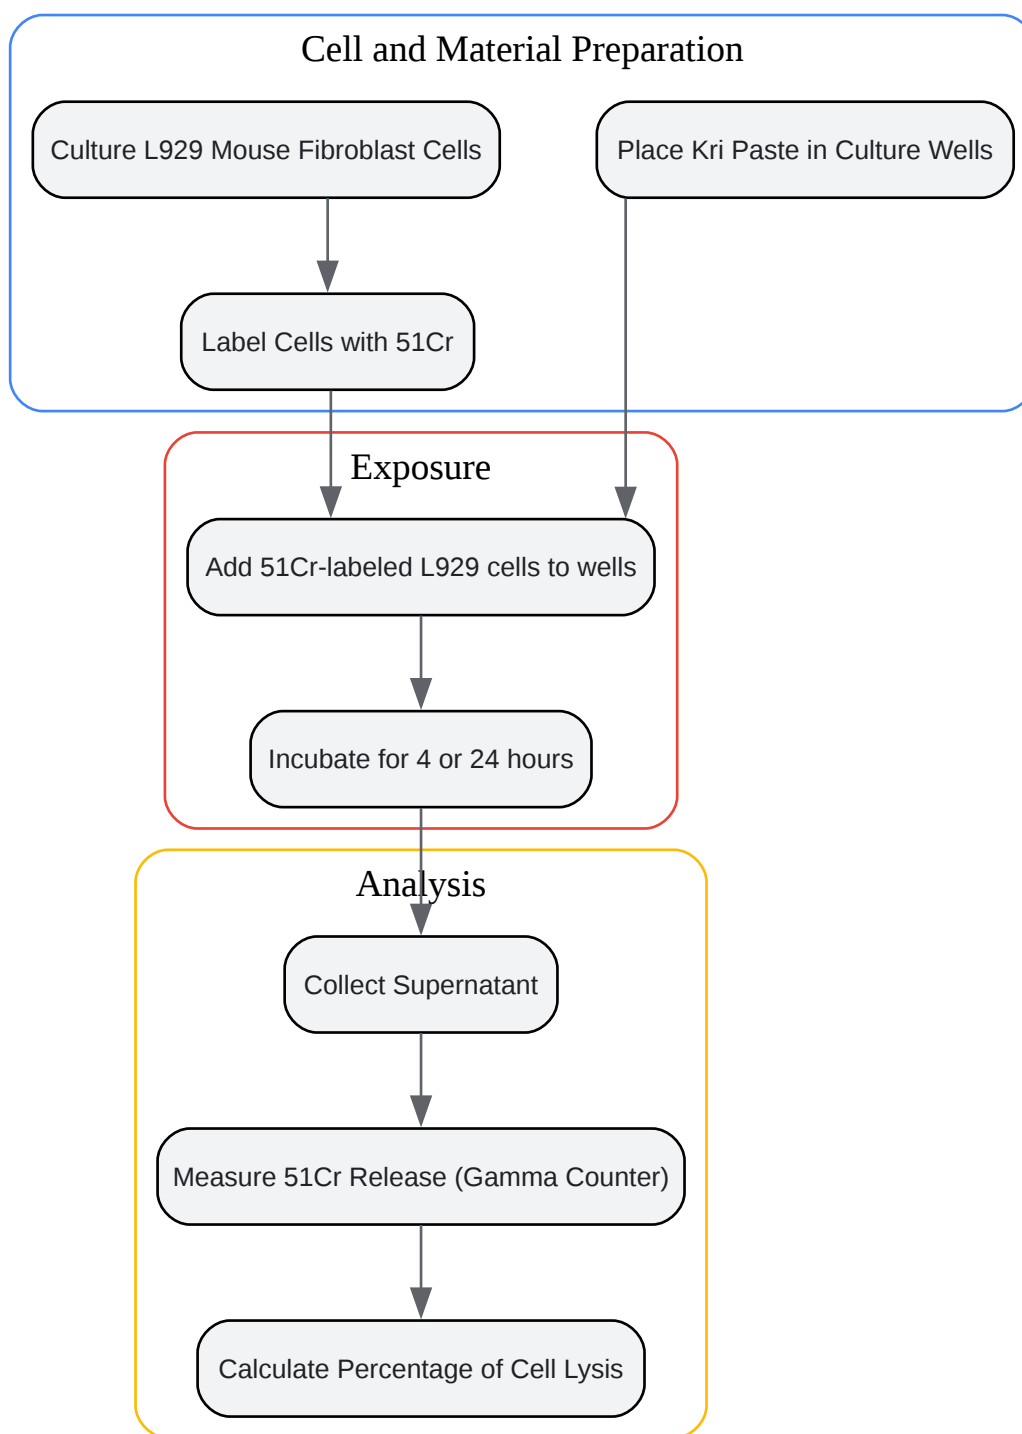 Cell and Material Preparation
Culture L929 Mouse Fibroblast Cells
Place Kri Paste in Culture Wells
Label Cells with 51Cr
Exposure
Add 51Cr-labeled L929 cells to wells
Incubate for 4 or 24 hours
Analysis
Collect Supernatant
Measure 51Cr Release (Gamma Counter)
Calculate Percentage of Cell Lysis